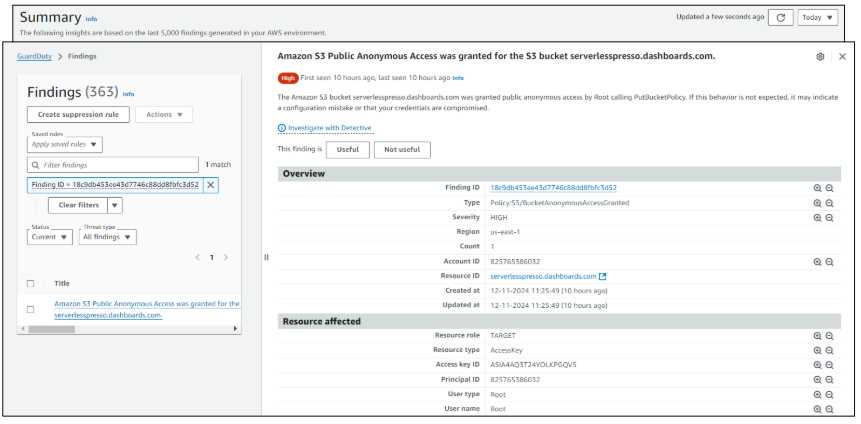 Summary Info
Updated a few seconds ago
Today
The following insights are based on the last 5,000 findings generated in your AWS environment.
GuardDuty > Findings
Findings (363) Info
Create suppression rule
Actions
Saved rules
Apply saved rules
Filter findings
1 match
Finding ID = 18c9db453ee43d7746c88dd8fbfc3d52
Clear filters
Status
Current
Threat type
All findings
1
Title
Amazon S3 Public Anonymous Access was granted for the
serverlesspresso.dashboards.com.
Amazon S3 Public Anonymous Access was granted for the S3 bucket serverlesspresso.dashboards.com.
High First seen 10 hours ago, last seen 10 hours ago Info
The Amazon S3 bucket serverlesspresso.dashboards.com was granted public anonymous access by Root calling PutBucketPolicy. If this behavior is not expected, it may indicate
a configuration mistake or that your credentials are compromised.
Investigate with Detective
This finding is Useful Not useful
Overview
Finding ID 18c9db453ee43d7746c88dd8fbfc3d52
Type Policy:S3/BucketAnonymousAccessGranted
Severity HIGH
Region us-east-1
Count 1
Account ID 825765386032
Resource ID serverlesspresso.dashboards.com
Created at 12-11-2024 11:25:49 (10 hours ago)
Updated at 12-11-2024 11:25:49 (10 hours ago)
Resource affected
Resource role TARGET
Resource type AccessKey
Access key ID ASIA4AQ3T24YOLKPGQV5
Principal ID 825765386032
User type Root
User name Root